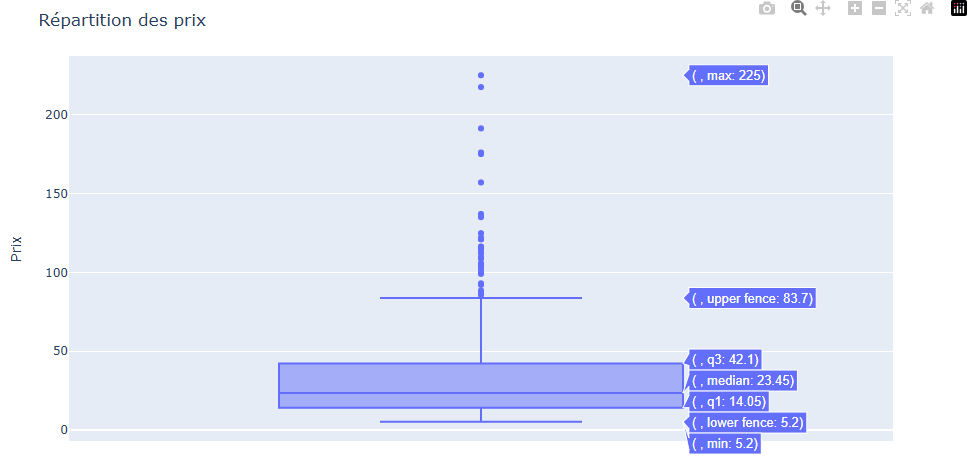 Répartition des prix
( , max: 225)
200
150
Prix
100
( , upper fence: 83.7)
50
( , q3: 42.1)
( , median: 23.45)
( , q1: 14.05)
( , lower fence: 5.2)
0
( , min: 5.2)